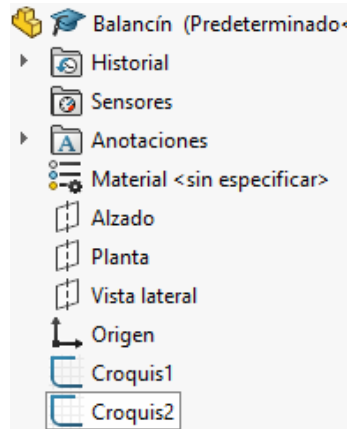 Balancín (Predeterminado<
Historial
Sensores
A Anotaciones
Material <sin especificar>
Alzado
Planta
Vista lateral
Origen
Croquis1
Croquis2